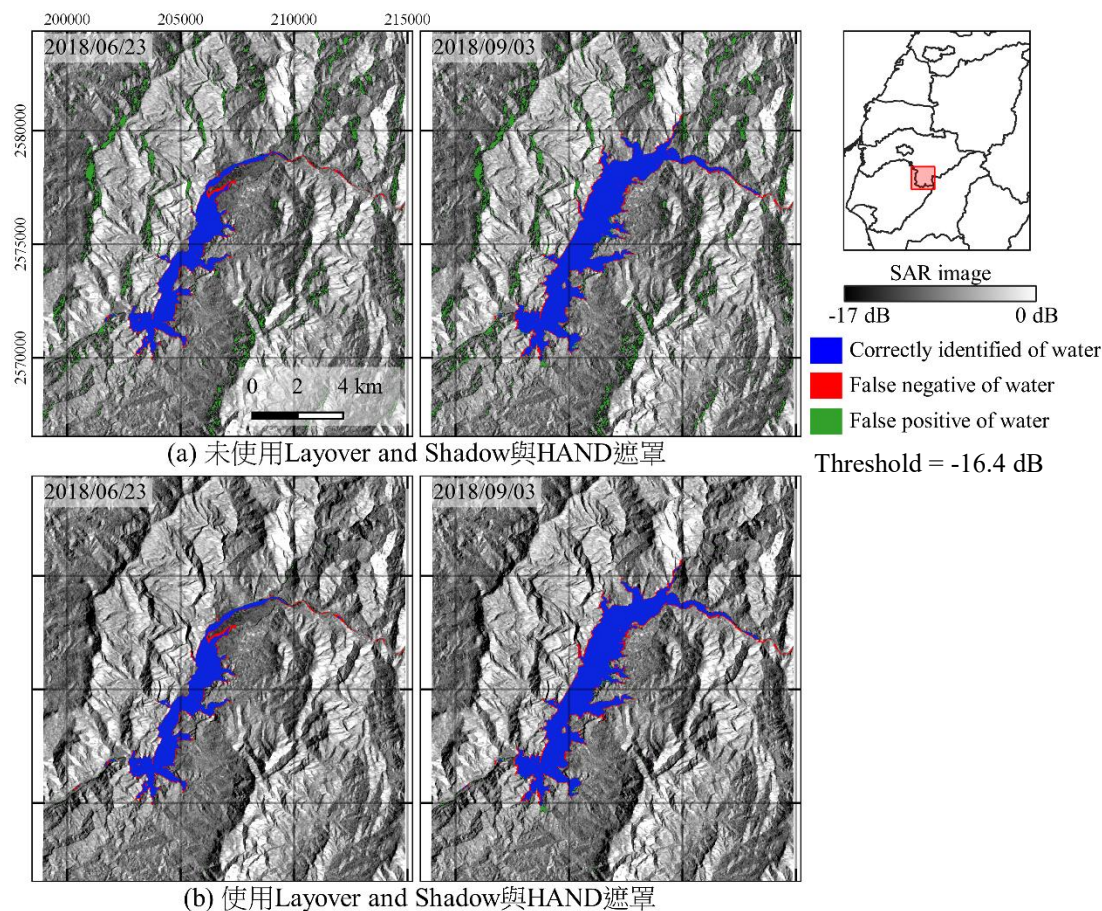 200000 205000 210000 215000
2018/06/23
2018/09/03
2580000
2575000
2570000
0 2 4 km
SAR image
-17 dB 0 dB
Correctly identified of water
False negative of water
False positive of water
Threshold = -16.4 dB
(a) 未使用Layover and Shadow與HAND遮罩
2018/06/23
2018/09/03
(b) 使用Layover and Shadow與HAND遮罩